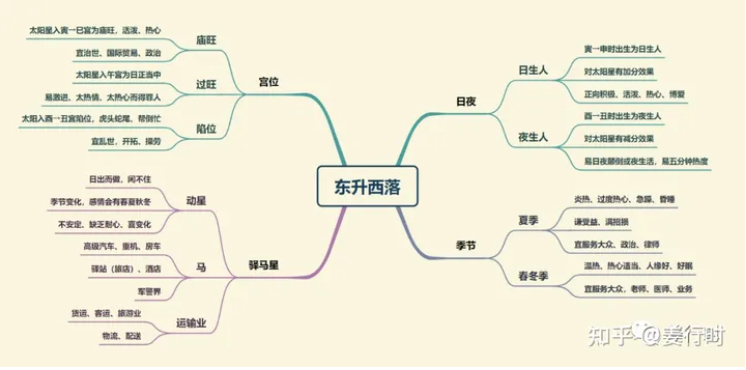 东升西落
宫位
庙旺
太阳星入寅一巳宫为庙旺，活泼、热心
宜治世、国际贸易、政治
过旺
太阳星入午宫为日正当中
易激进、太热情、太热心而得罪人
陷位
太阳入酉一丑宫陷位，虎头蛇尾、帮倒忙
宜乱世、开拓、操劳
驿马星
动星
日出而做，闲不住
季节变化，感情会有春夏秋冬
不安定、缺乏耐心、喜变化
马
高级汽车、重机、房车
驿站（旅店）、酒店
军警界
运输业
货运、客运、旅游业
物流、配送
日夜
日生人
寅一申时出生为日生人
对太阳星有加分效果
正向积极、活泼、热心、博爱
夜生人
酉一丑时出生为夜生人
对太阳星有减分效果
易日夜颠倒或夜生活，易五分钟热度
季节
夏季
炎热、过度热心、急躁、昏睡
谦受益、满招损
宜服务大众、政治、律师
春冬季
温热、热心适当、人缘好、好眠
宜服务大众，老师、医师、业务
知乎 @姜行时